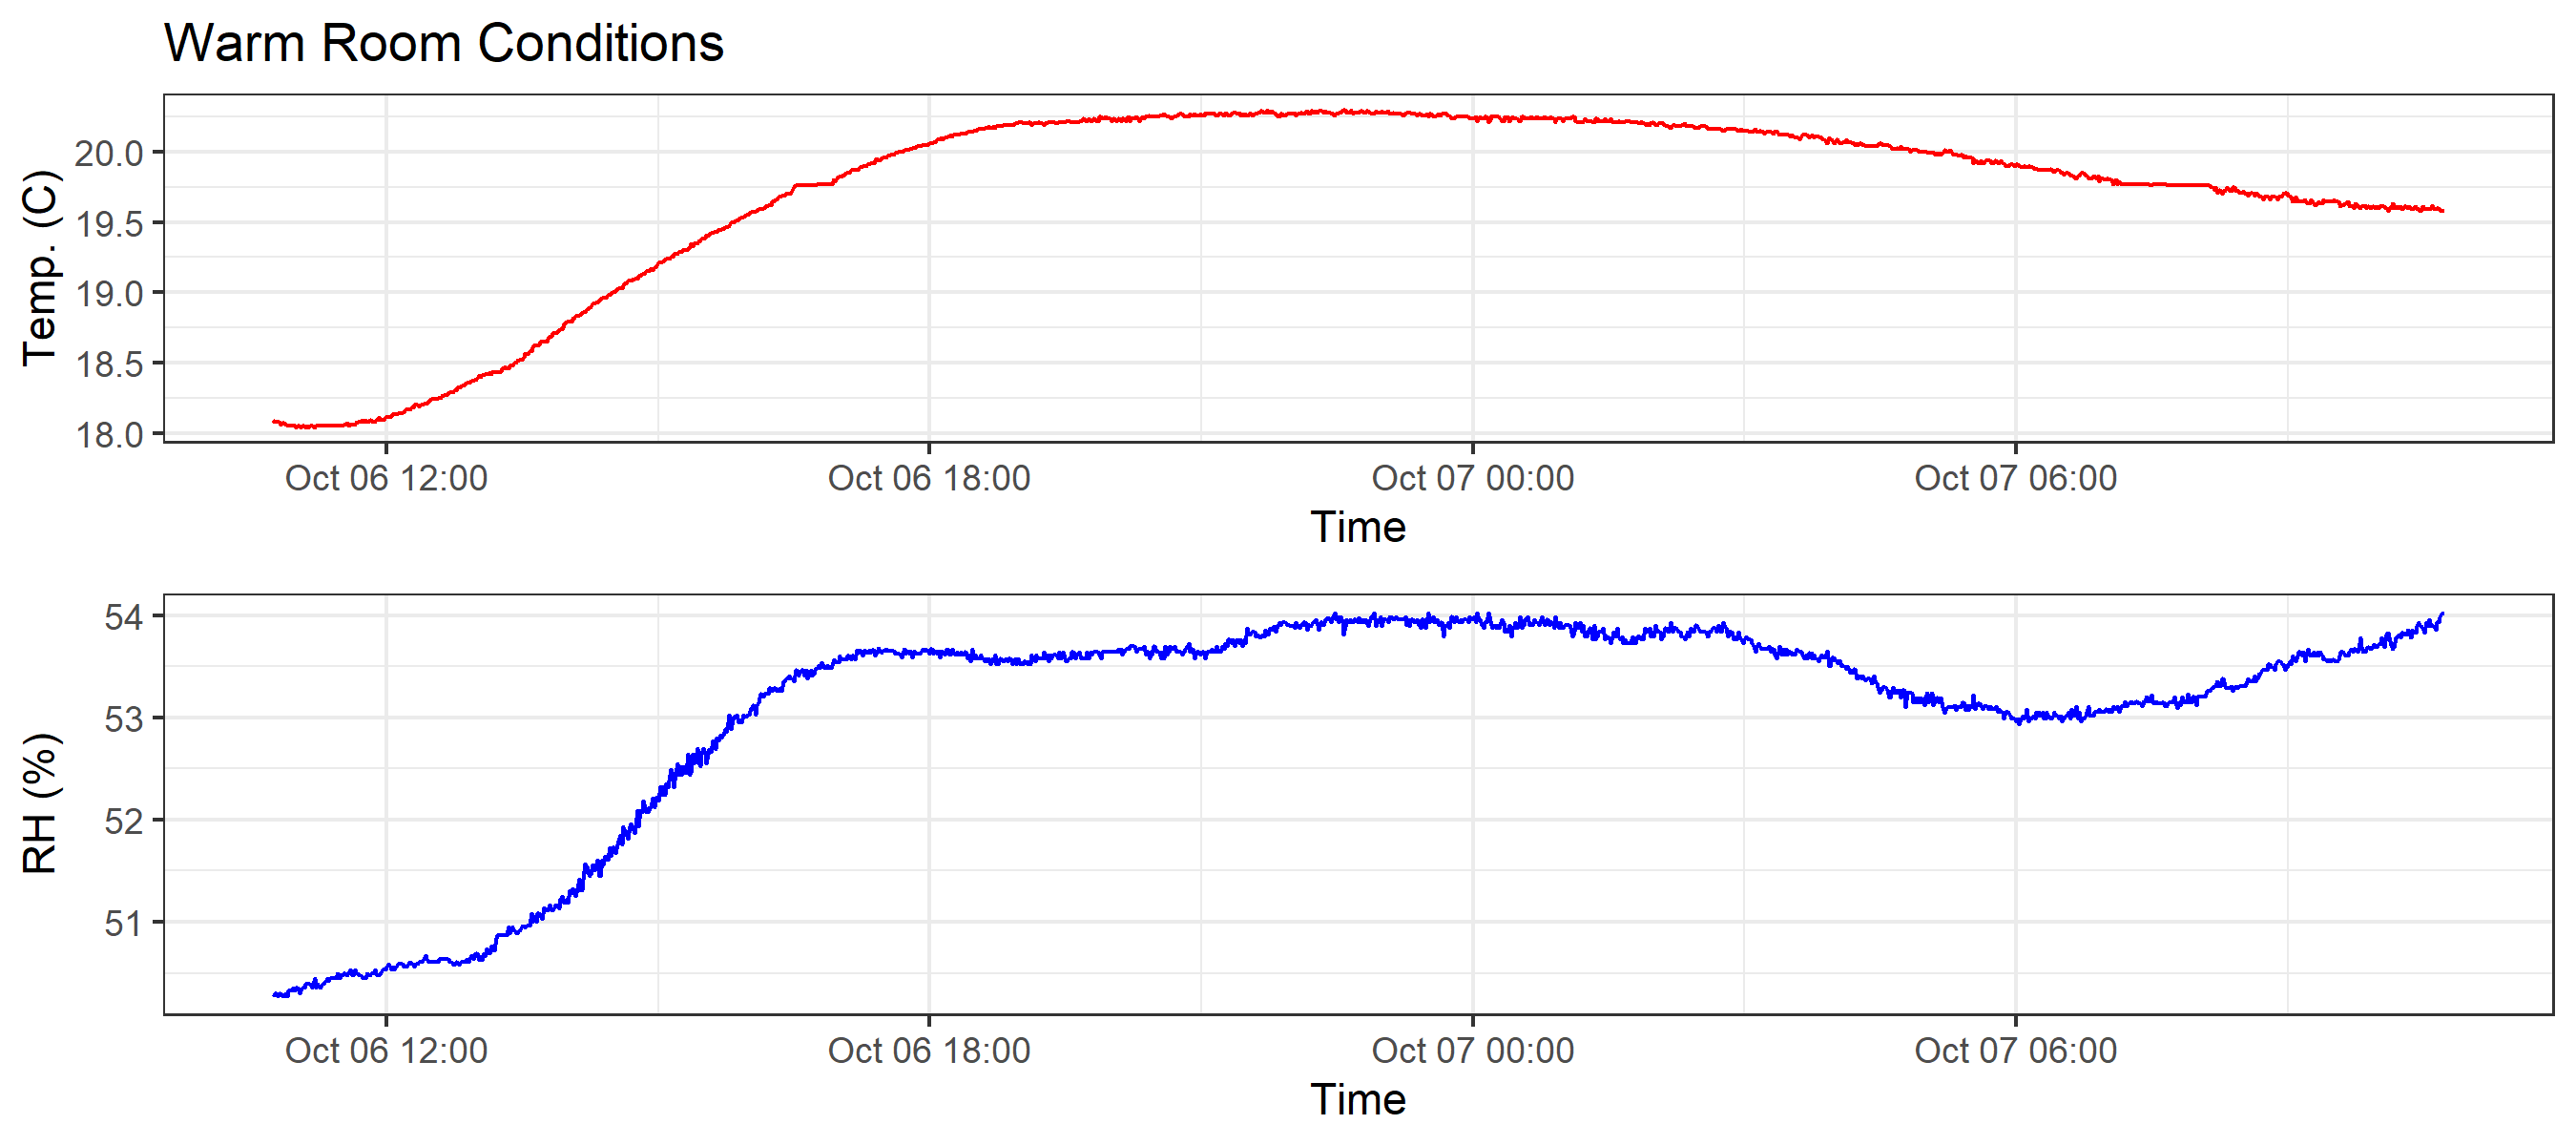 Warm Room Conditions
Temp. (C)
20.0
19.5
19.0
18.5
18.0
Oct 06 12:00 Oct 06 18:00 Oct 07 00:00 Oct 07 06:00
Time
RH (%)
54
53
52
51
Oct 06 12:00 Oct 06 18:00 Oct 07 00:00 Oct 07 06:00
Time